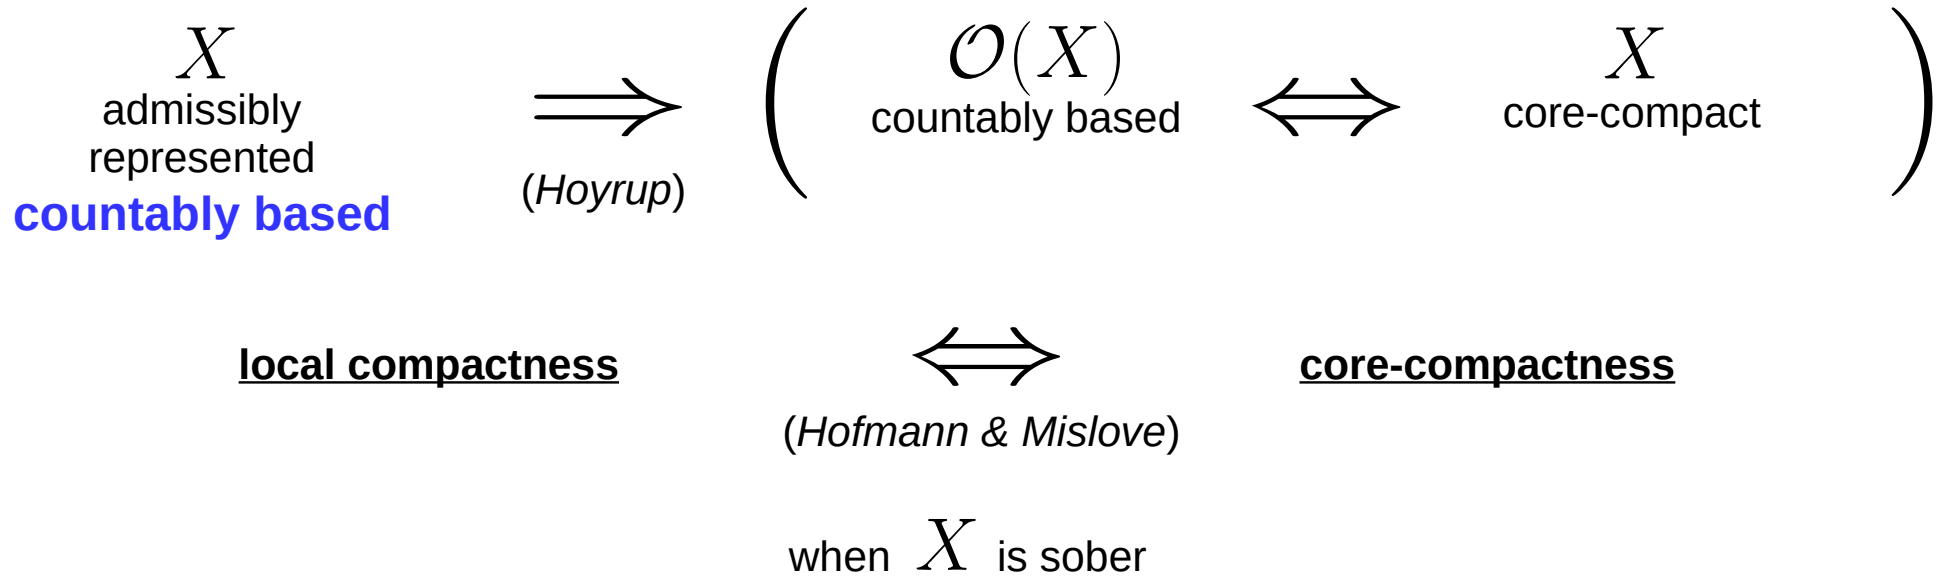 X ⟹ ( 𝒪(X) ⟺ X )
admissibly countably based core-compact
represented
(Hoyrup)
countably based
local compactness ⟺ core-compactness
(Hofmann & Mislove)
when X is sober